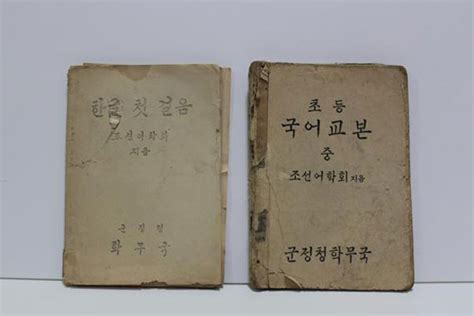 한글 첫 걸음
조선어학회
지음
군정청
학무국
초등
국어교본
중
조선어학회 지음
군정청학무국